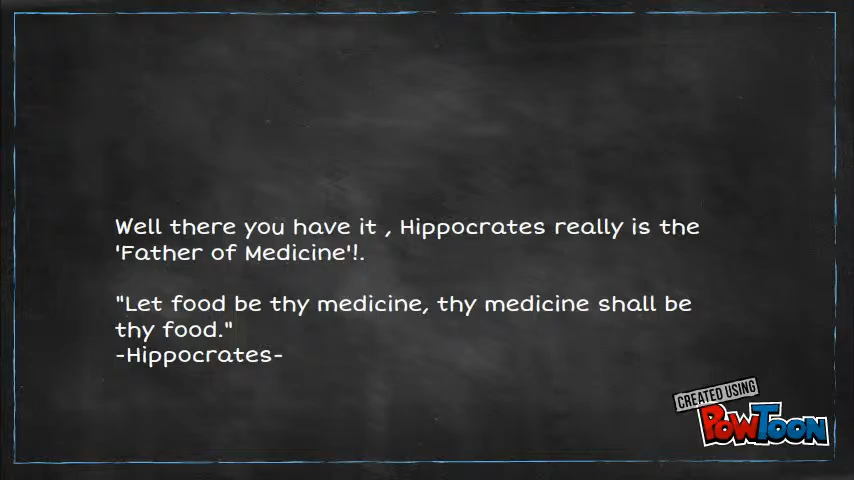 Well there you have it , Hippocrates really is the
'Father of Medicine'!.
"Let food be thy medicine, thy medicine shall be
thy food."
-Hippocrates-
CREATED USING
PowToon